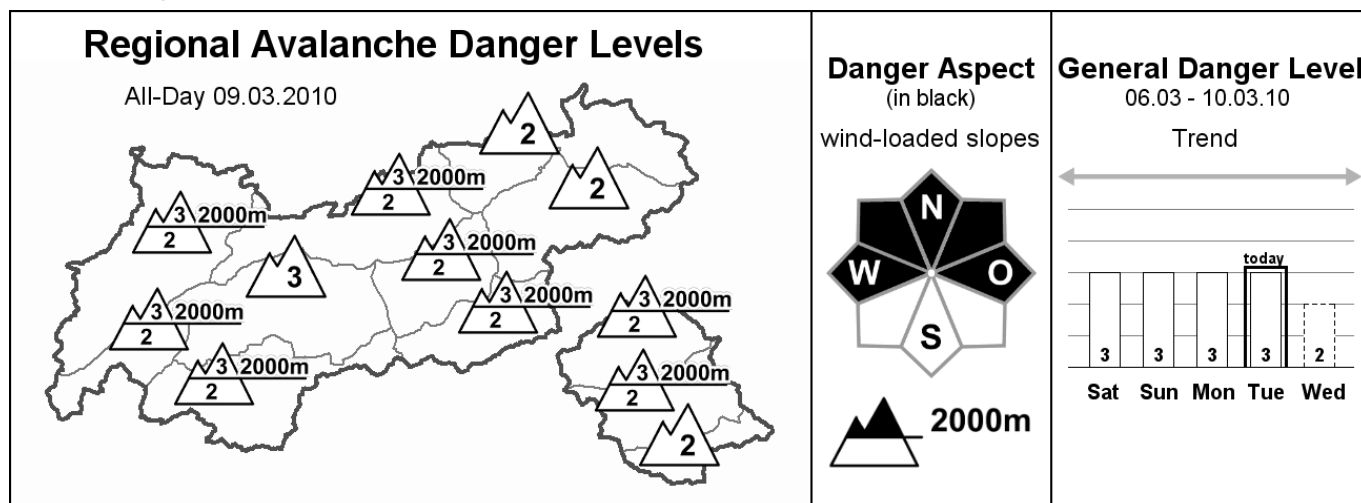 Regional Avalanche Danger Levels
All-Day 09.03.2010
2
2
3 2000m
2
3 2000m
2
3 2000m
2
3
3 2000m
2
3 2000m
2
3 2000m
2
3 2000m
2
3 2000m
2
2
Danger Aspect
(in black)
wind-loaded slopes
N
W O
S
2000m
General Danger Level
06.03 - 10.03.10
Trend
today
3 3 3 3 2
Sat Sun Mon Tue Wed